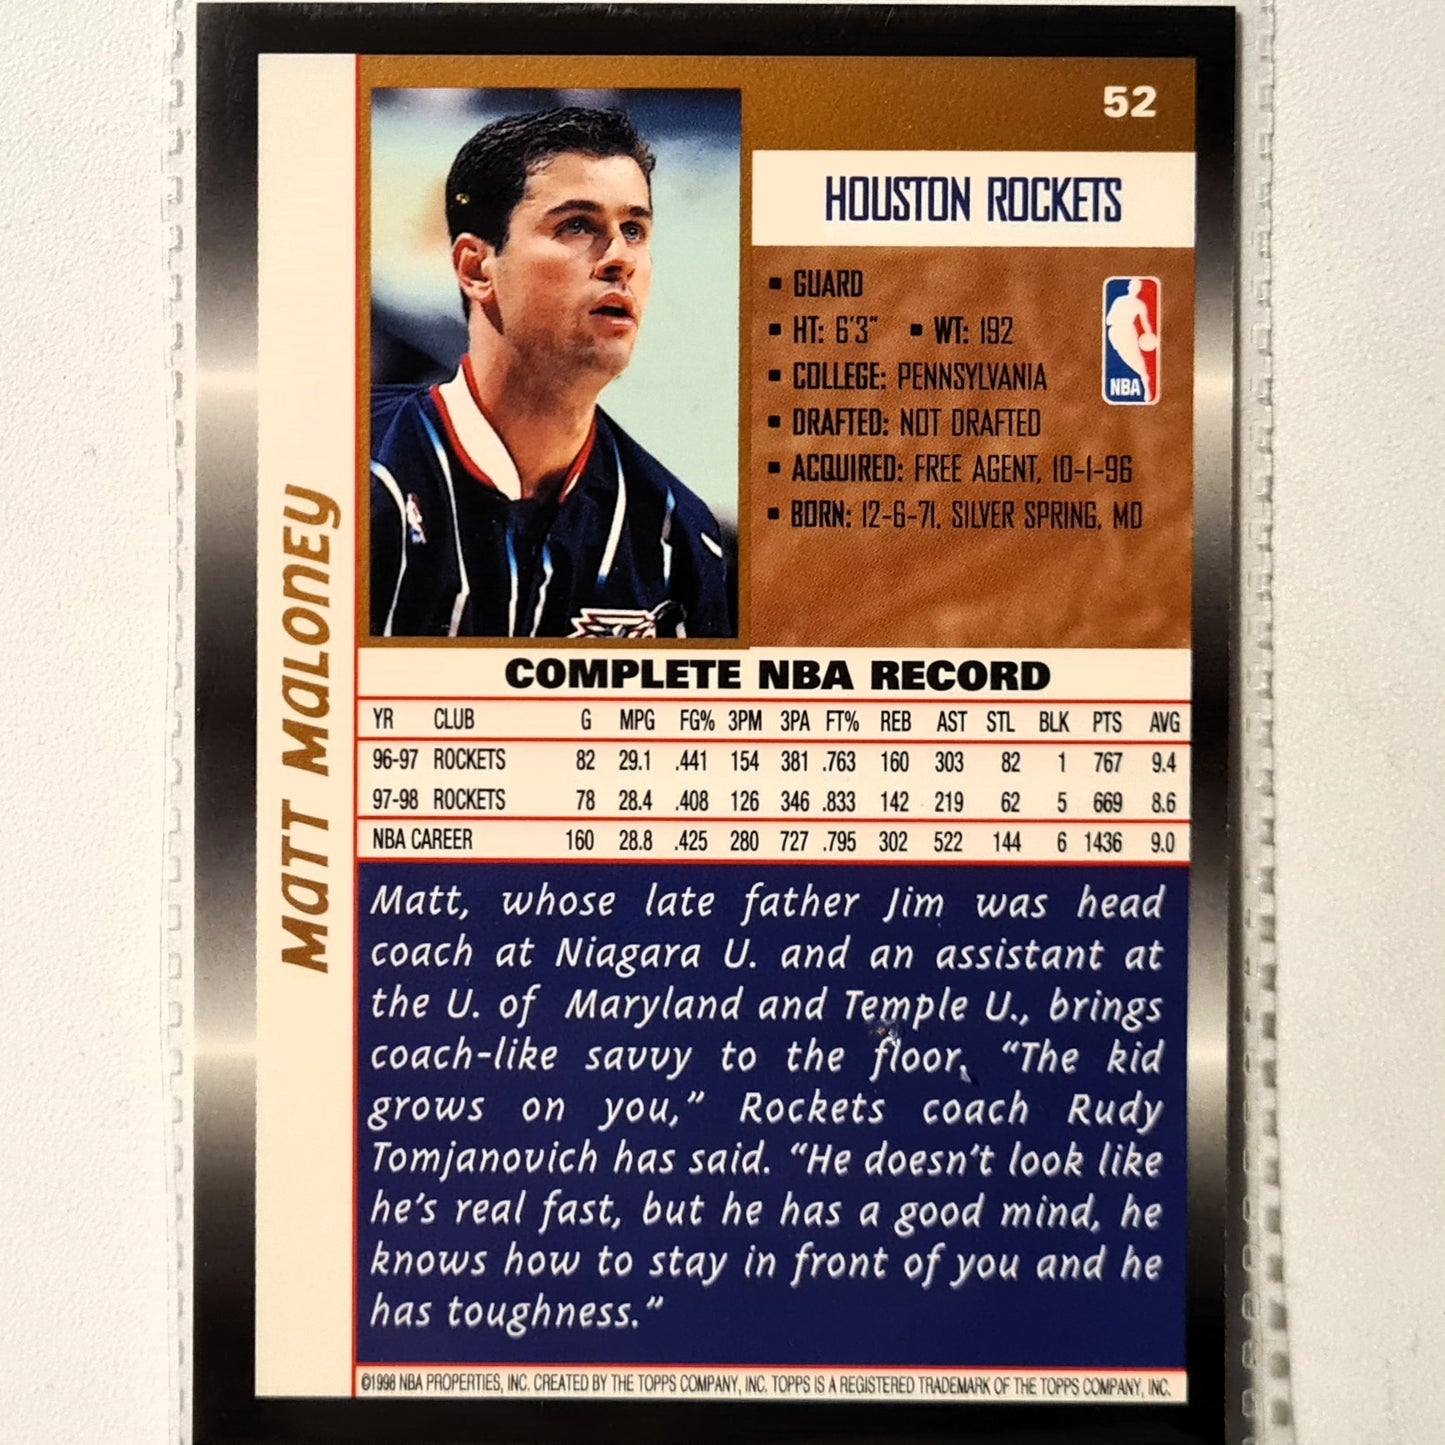 52
HOUSTON ROCKETS
▪ GUARD
▪ HT: 6'3" ▪ WT: 192
▪ COLLEGE: PENNSYLVANIA
▪ DRAFTED: NOT DRAFTED
▪ ACQUIRED: FREE AGENT, 10-1-96
▪ BORN: 12-6-71, SILVER SPRING, MD
NBA
MATT MALONEY
COMPLETE NBA RECORD
YR CLUB G MPG FG% 3PM 3PA FT% REB AST STL BLK PTS AVG
96-97 ROCKETS 82 29.1 .441 154 381 .763 160 303 82 1 767 9.4
97-98 ROCKETS 78 28.4 .408 126 346 .833 142 219 62 5 669 8.6
NBA CAREER 160 28.8 .425 280 727 .795 302 522 144 6 1436 9.0
Matt, whose late father Jim was head
coach at Niagara U. and an assistant at
the U. of Maryland and Temple U., brings
coach-like savvy to the floor. “The kid
grows on you,” Rockets coach Rudy
Tomjanovich has said. “He doesn't look like
he's real fast, but he has a good mind, he
knows how to stay in front of you and he
has toughness.”
©1998 NBA PROPERTIES, INC. CREATED BY THE TOPPS COMPANY, INC. TOPPS IS A REGISTERED TRADEMARK OF THE TOPPS COMPANY, INC.